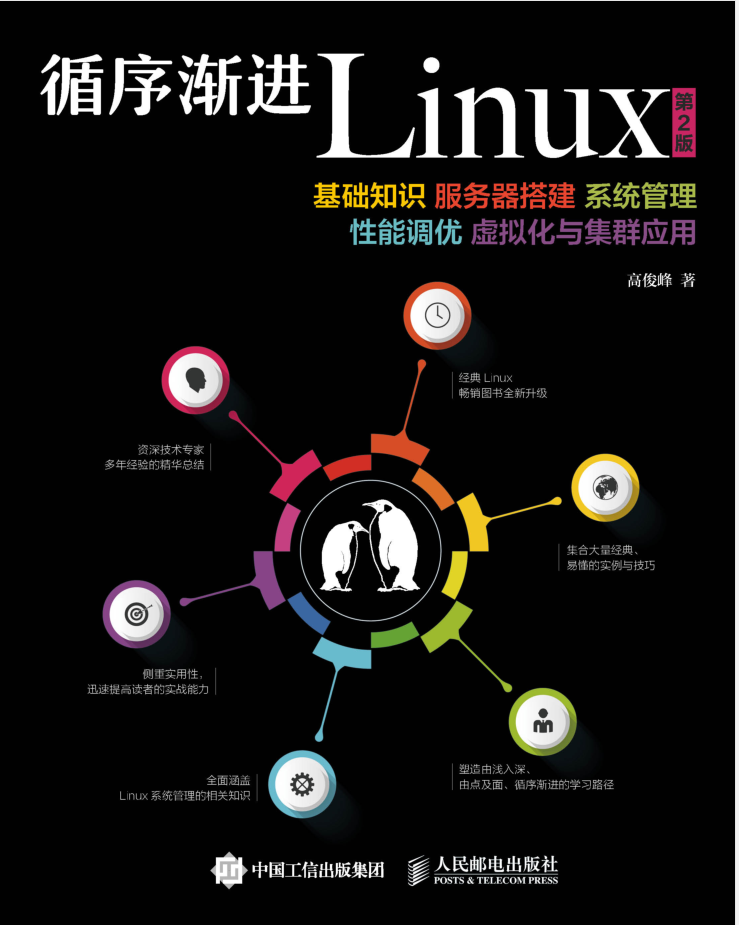 循序渐进Linux
第2版
基础知识 服务器搭建 系统管理
性能调优 虚拟化与集群应用
高俊峰 著
经典 Linux
畅销图书全新升级
资深技术专家
多年经验的精华总结
集合大量经典、
易懂的实例与技巧
侧重实用性，
迅速提高读者的实战能力
塑造由浅入深、
由点及面、循序渐进的学习路径
全面涵盖
Linux 系统管理的相关知识
中国工信出版集团
人民邮电出版社
POSTS & TELECOM PRESS